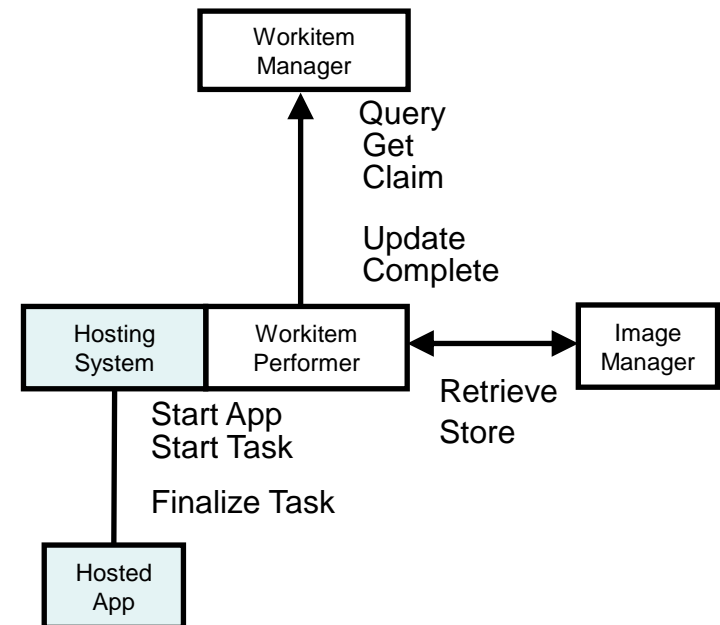 Workitem
Manager
Query
Get
Claim
Update
Complete
Hosting
System
Workitem
Performer
Image
Manager
Retrieve
Store
Start App
Start Task
Finalize Task
Hosted
App